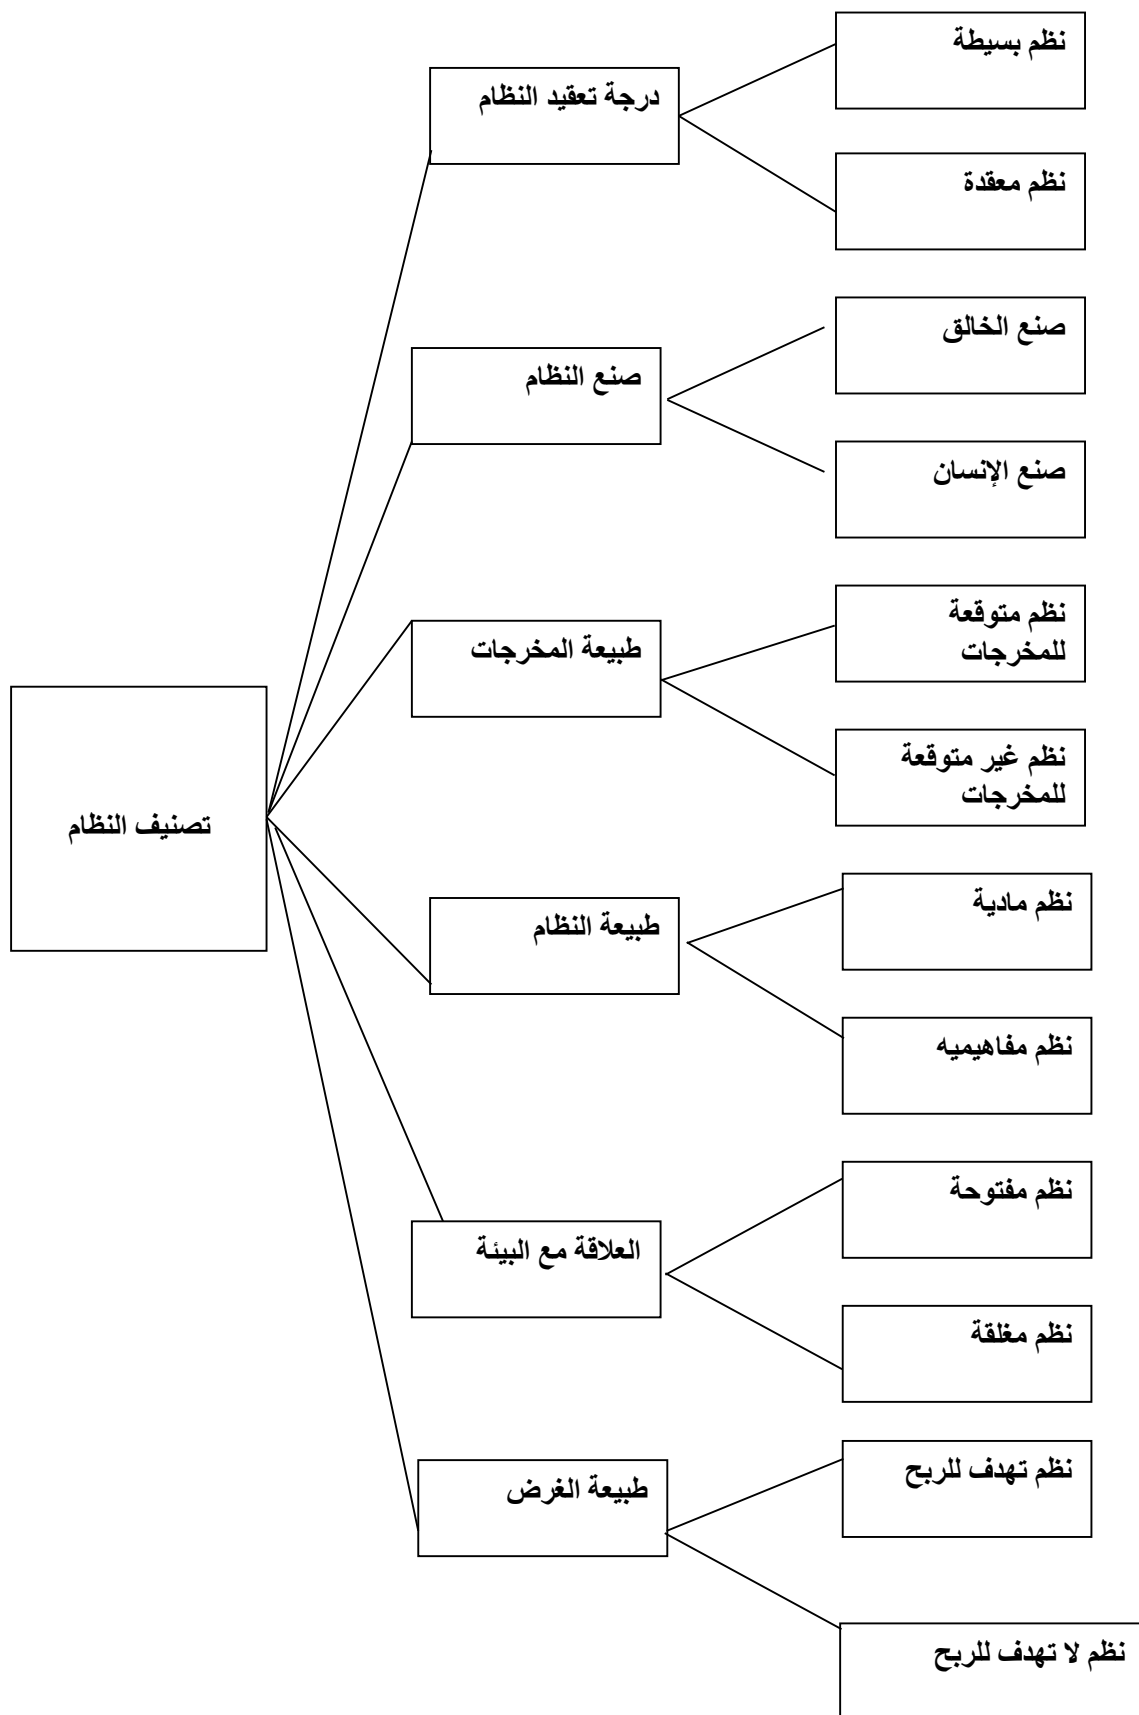 تصنيف النظام
درجة تعقيد النظام
نظم بسيطة
نظم معقدة
صنع النظام
صنع الخالق
صنع الإنسان
طبيعة المخرجات
نظم متوقعة
للمخرجات
نظم غير متوقعة
للمخرجات
طبيعة النظام
نظم مادية
نظم مفاهيميه
العلاقة مع البيئة
نظم مفتوحة
نظم مغلقة
طبيعة الغرض
نظم تهدف للربح
نظم لا تهدف للربح